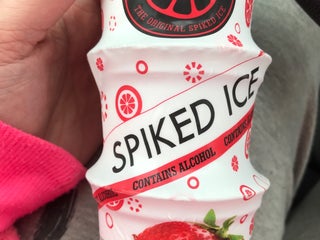 THE ORIGINAL SPIKED ICE
SPIKED ICE
CONTAINS ALCOHOL